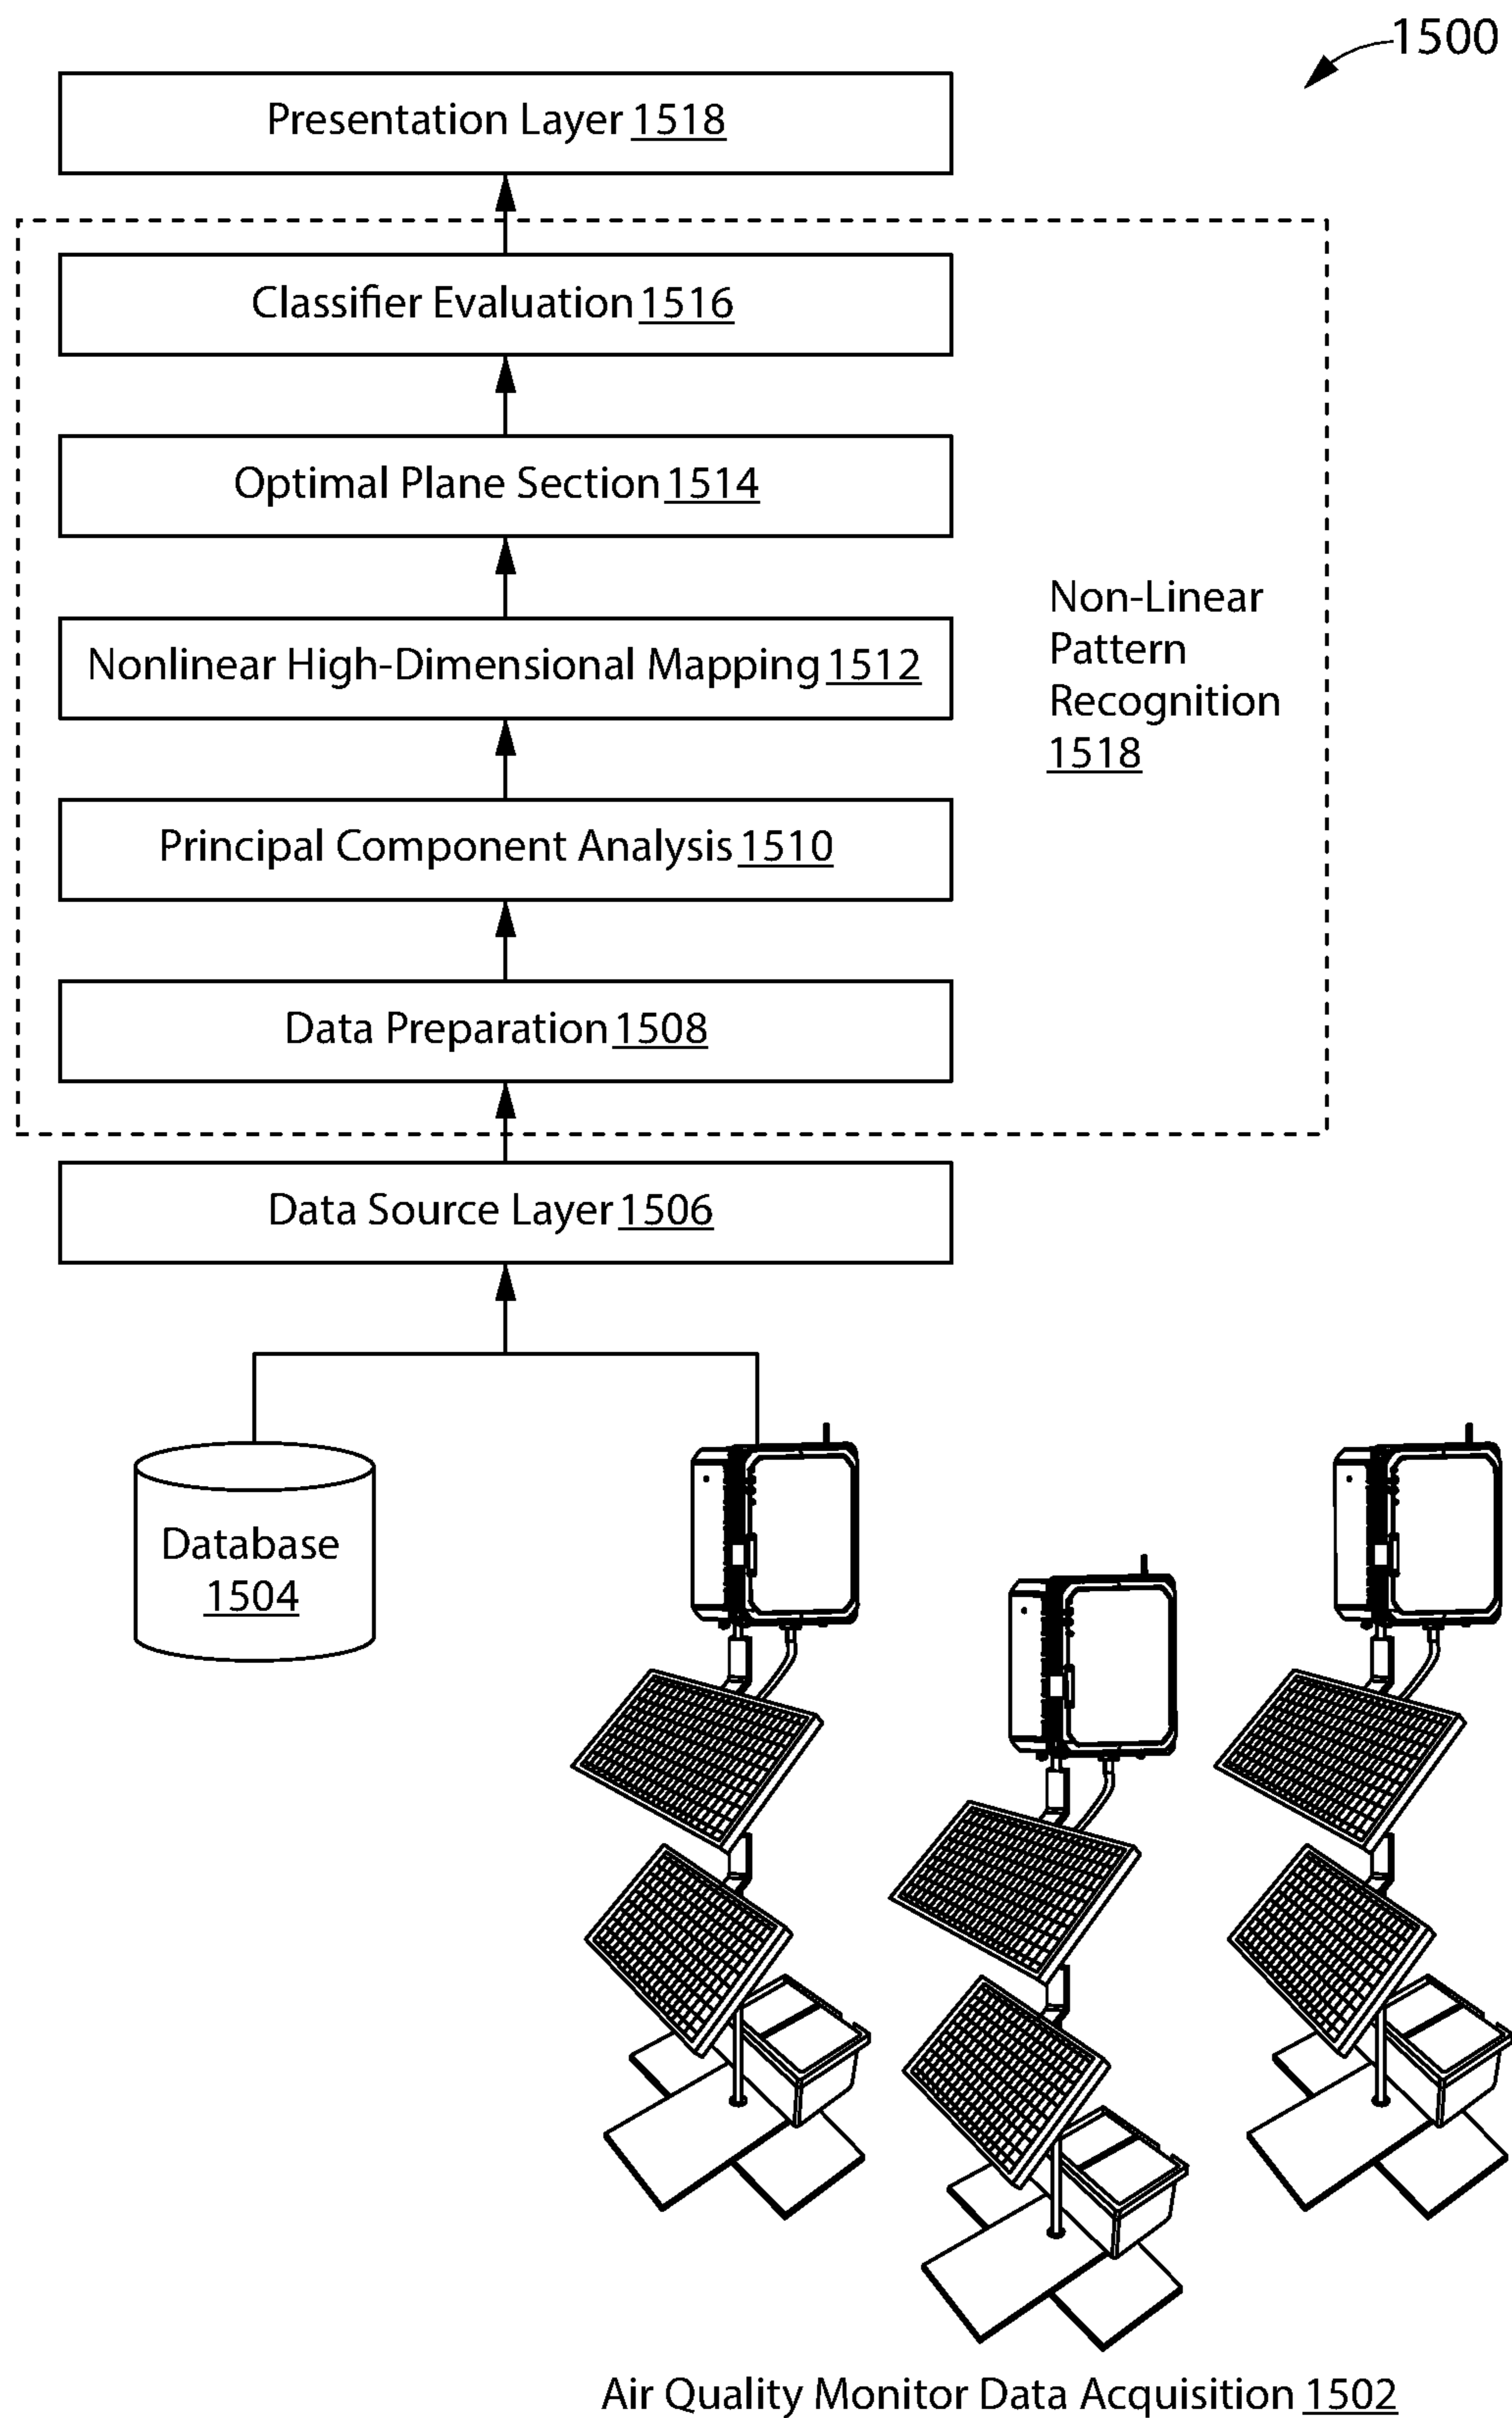 1500
Presentation Layer 1518
Classifier Evaluation 1516
Optimal Plane Section 1514
Nonlinear High-Dimensional Mapping 1512
Non-Linear
Pattern
Recognition
1518
Principal Component Analysis 1510
Data Preparation 1508
Data Source Layer 1506
Database
1504
Air Quality Monitor Data Acquisition 1502